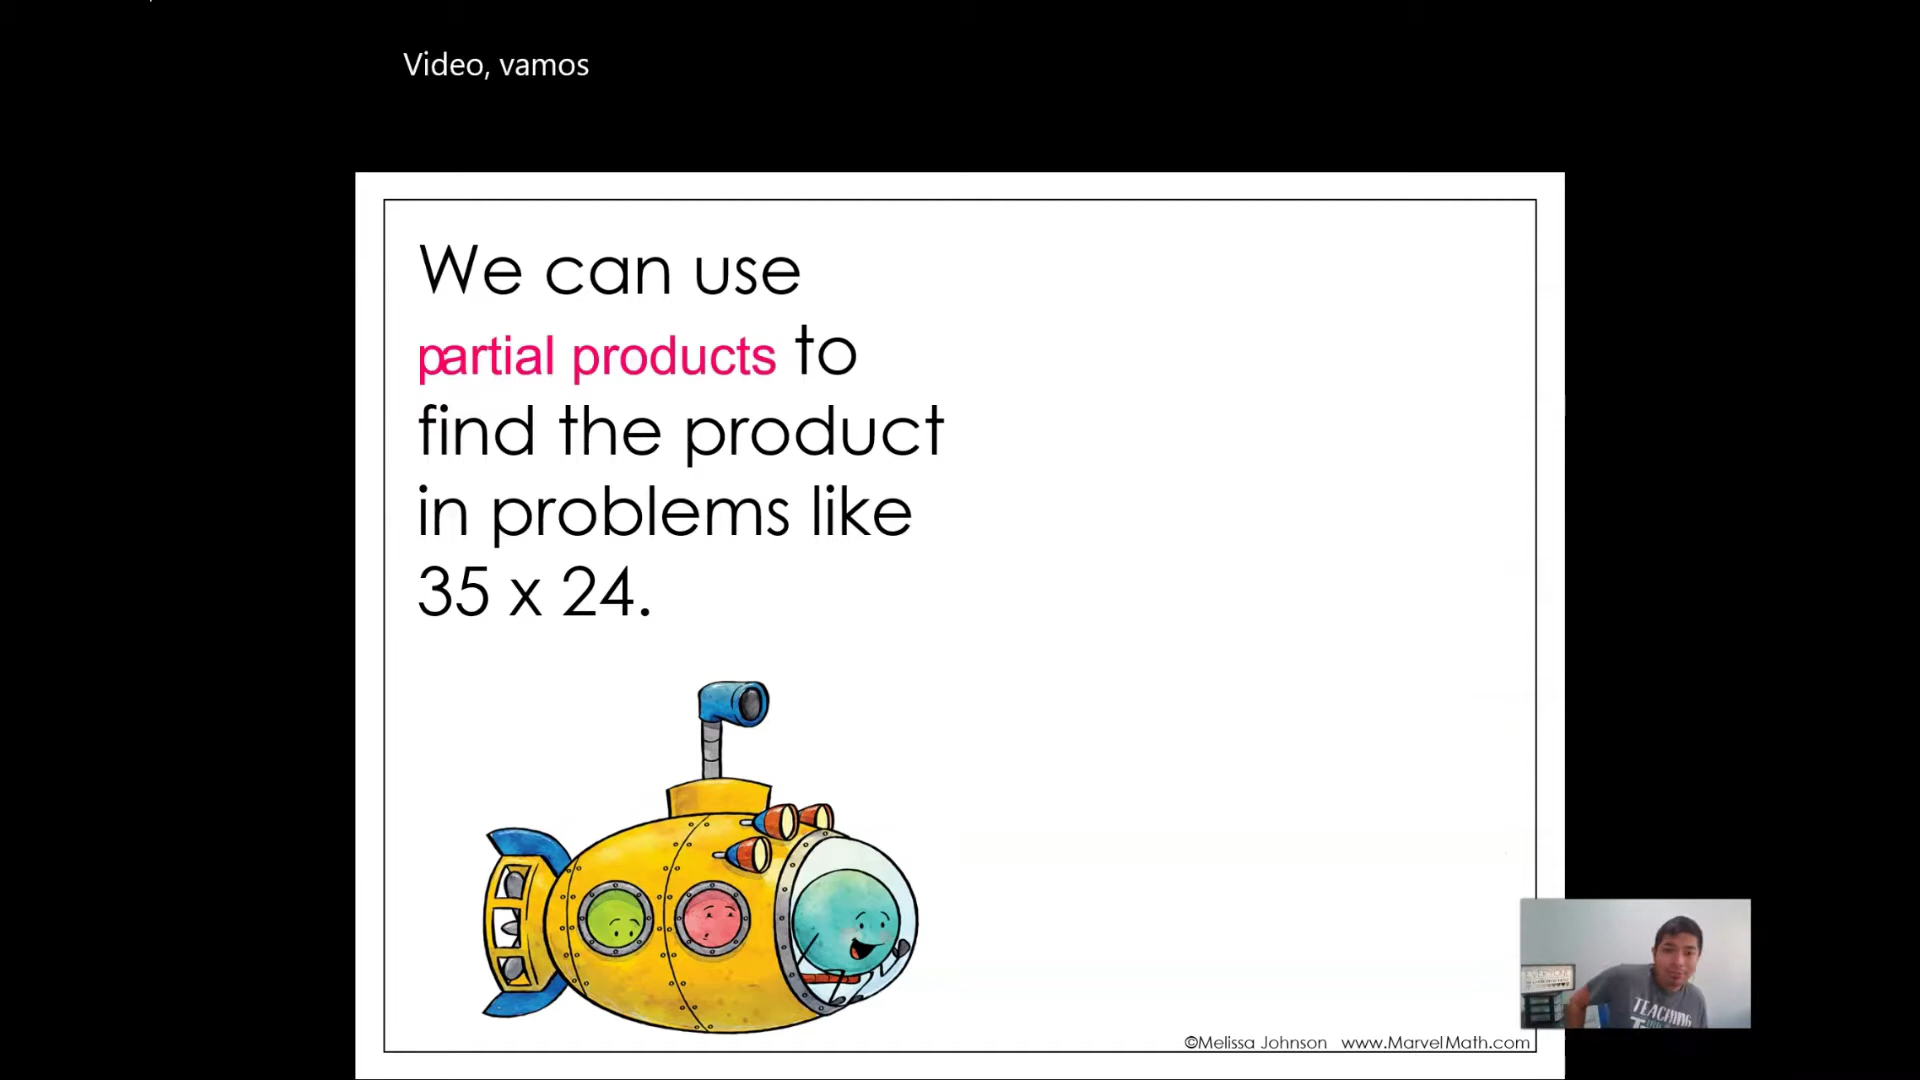 Video, vamos
We can use
partial products to
find the product
in problems like
35 x 24.
TEACHING
©Melissa Johnson www.MarvelMath.com